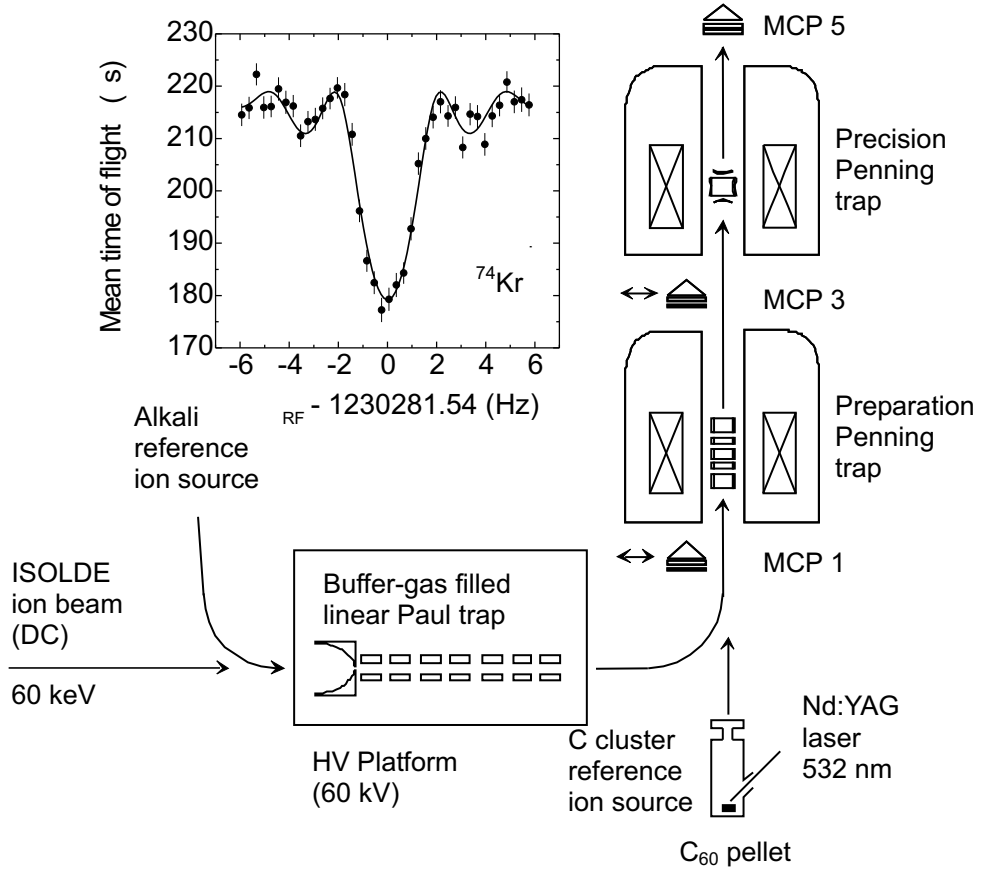 230
220
210
200
190
180
170
Mean time of flight ( s)
-6 -4 -2 0 2 4 6
RF - 1230281.54 (Hz)
74Kr
MCP 5
Precision
Penning
trap
MCP 3
Preparation
Penning
trap
MCP 1
Alkali
reference
ion source
ISOLDE
ion beam
(DC)
60 keV
Buffer-gas filled
linear Paul trap
HV Platform
(60 kV)
C cluster
reference
ion source
Nd:YAG
laser
532 nm
C60 pellet